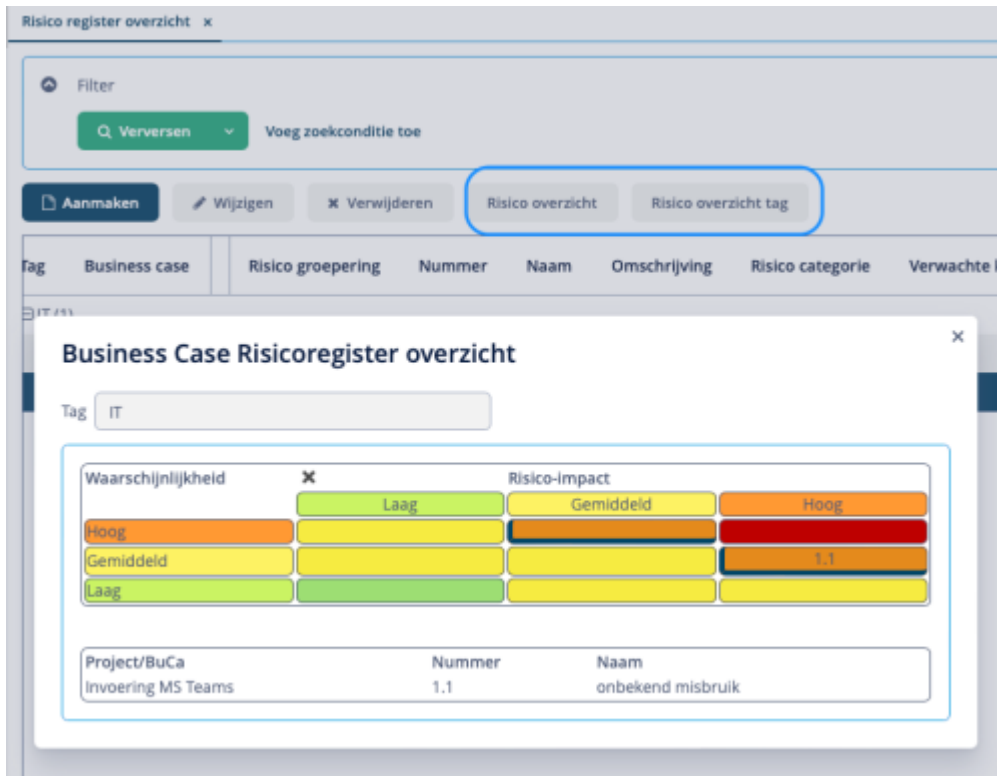 Risico register overzicht x
Filter
Verversen
Voeg zoekconditie toe
Aanmaken
Wijzigen
Verwijderen
Risico overzicht
Risico overzicht tag
Tag Business case Risico groepering Nummer Naam Omschrijving Risico categorie Verwachte
IT (1)
Business Case Risicoregister overzicht
Tag IT
Waarschijnlijkheid Risico-impact
Laag Gemiddeld Hoog
Hoog
Gemiddeld 1.1
Laag
Project/BuCa Nummer Naam
Invoering MS Teams 1.1 onbekend misbruik